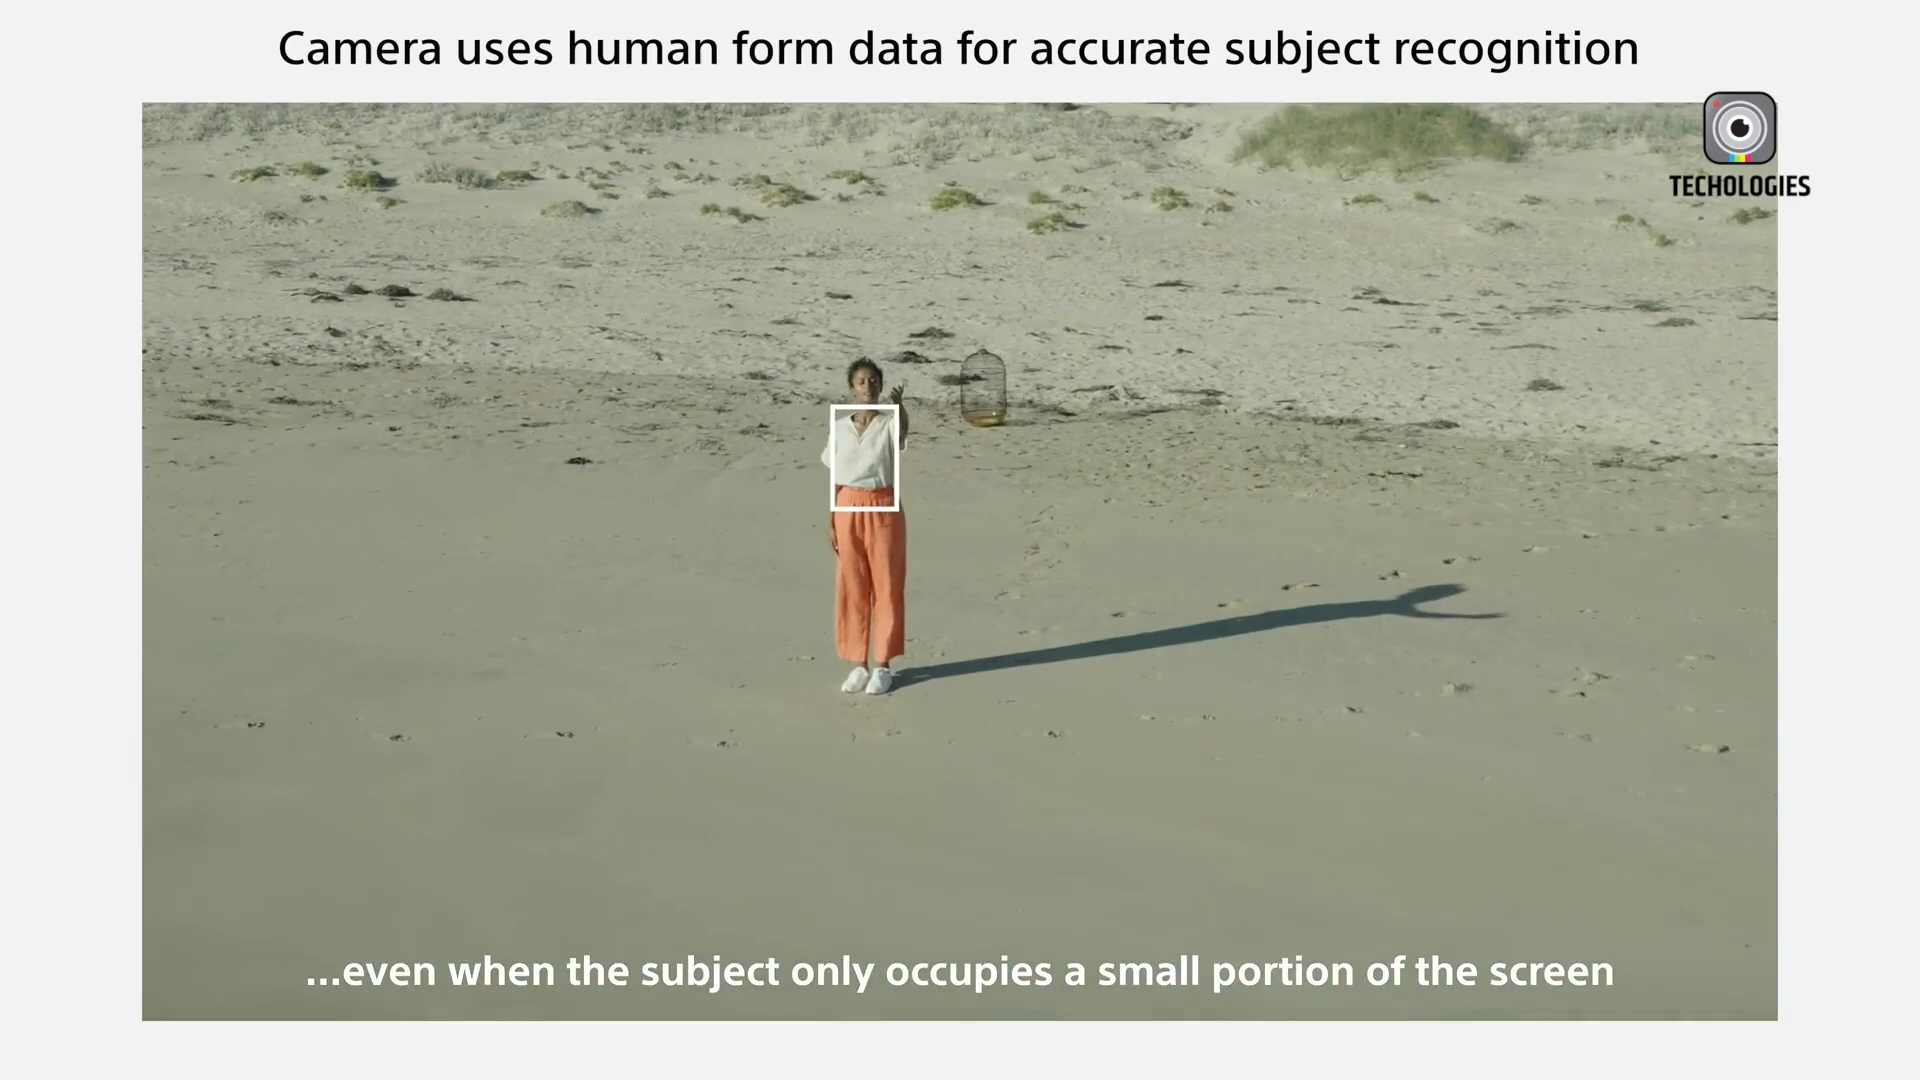 Camera uses human form data for accurate subject recognition
TECHOLOGIES
...even when the subject only occupies a small portion of the screen